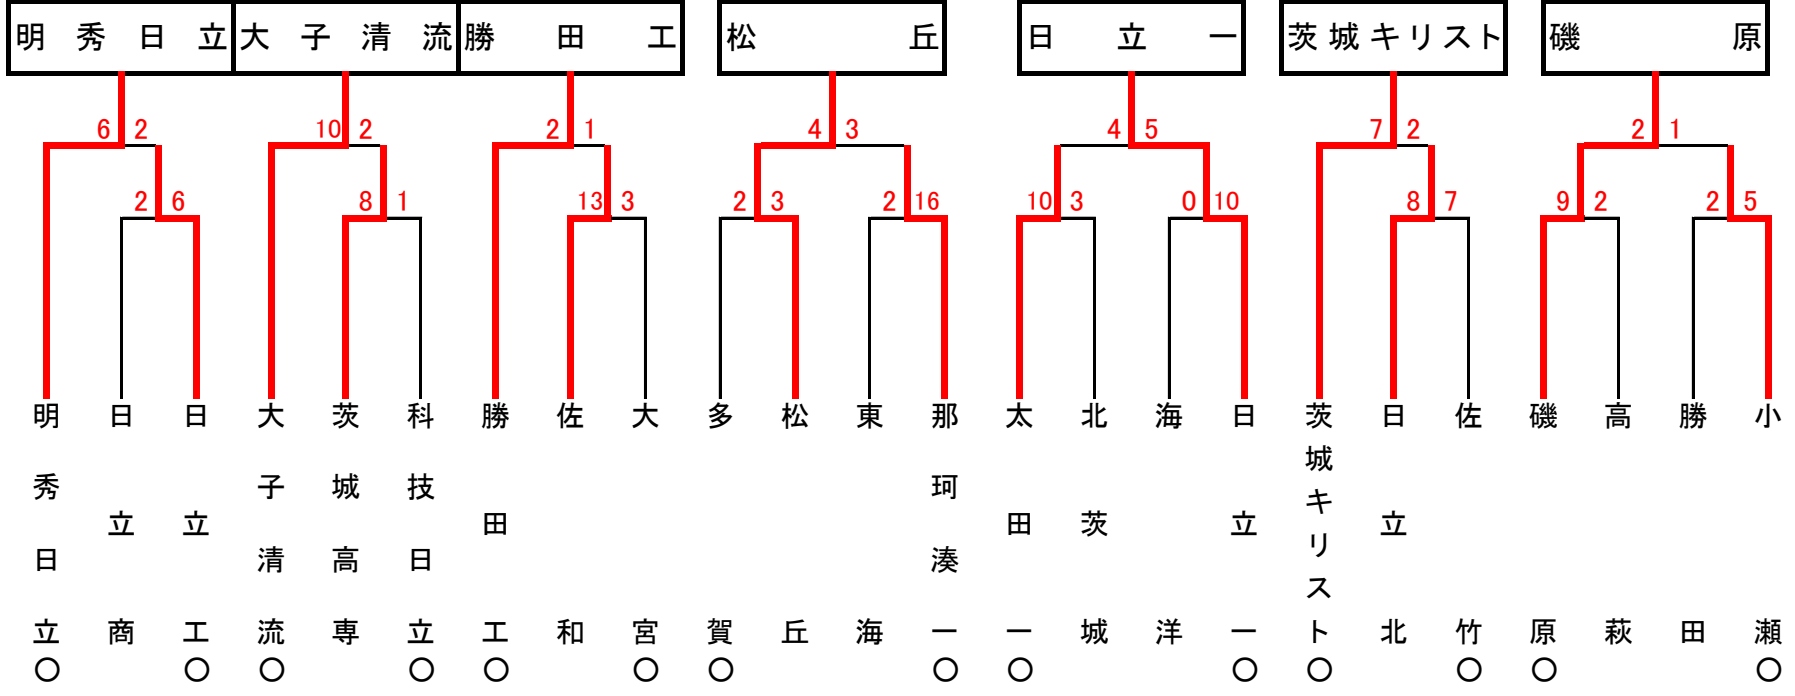 明秀日立 大子清流 勝田工 松丘 日立一 茨城キリスト 磯原
6 2 10 2 2 1 4 3 4 5 7 2 2 1
2 6 8 1 13 3 2 3 2 16 10 3 0 10 8 7 9 2 2 5
明秀日立○
日立商
日立工○
大子清流○
茨城高専
科技日立○
勝田工○
佐和
大宮○
多賀○
松丘
東海
那珂湊一○
太田一○
北茨城
海洋
日立一○
茨城キリスト○
日立北
佐竹○
磯原○
高萩
勝田
小瀬○